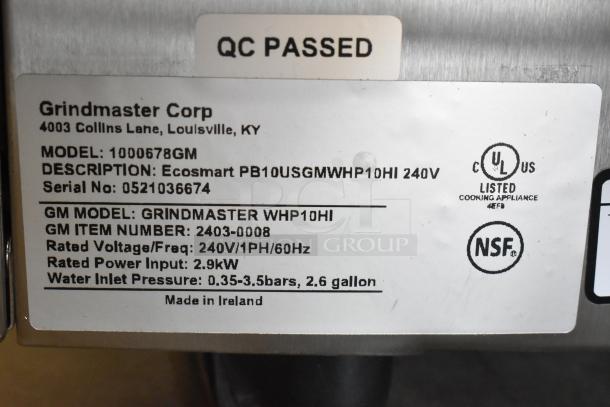 QC PASSED
Grindmaster Corp
4003 Collins Lane, Louisville, KY
MODEL: 1000678GM
DESCRIPTION: Ecosmart PB10USGMWHP10HI 240V
Serial No: 0521036674
C UL US
LISTED
COOKING APPLIANCE
4EF8
NSF®
GM MODEL: GRINDMASTER WHP10HI
GM ITEM NUMBER: 2403-0008
Rated Voltage/Freq: 240V/1PH/60Hz
Rated Power Input: 2.9kW
Water Inlet Pressure: 0.35-3.5bars, 2.6 gallon
Made in Ireland
GROUP